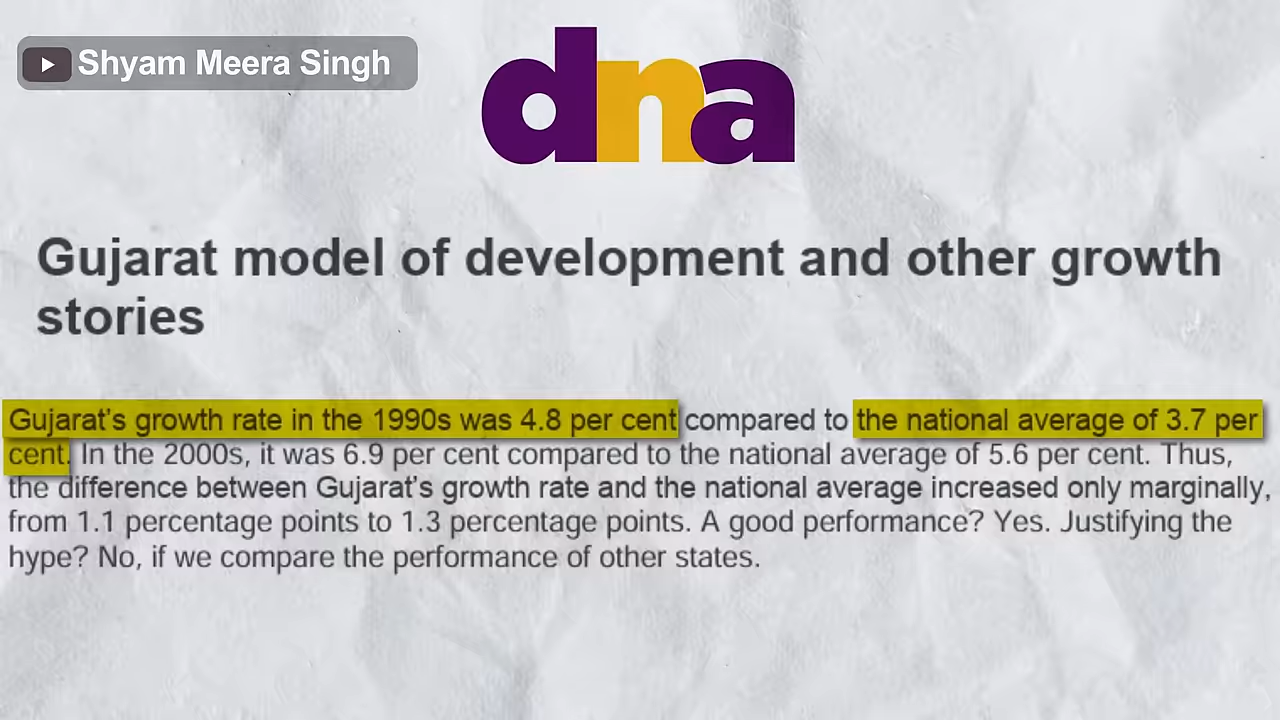 Shyam Meera Singh
dna
Gujarat model of development and other growth
stories
Gujarat's growth rate in the 1990s was 4.8 per cent compared to the national average of 3.7 per
cent. In the 2000s, it was 6.9 per cent compared to the national average of 5.6 per cent. Thus,
the difference between Gujarat's growth rate and the national average increased only marginally,
from 1.1 percentage points to 1.3 percentage points. A good performance? Yes. Justifying the
hype? No, if we compare the performance of other states.